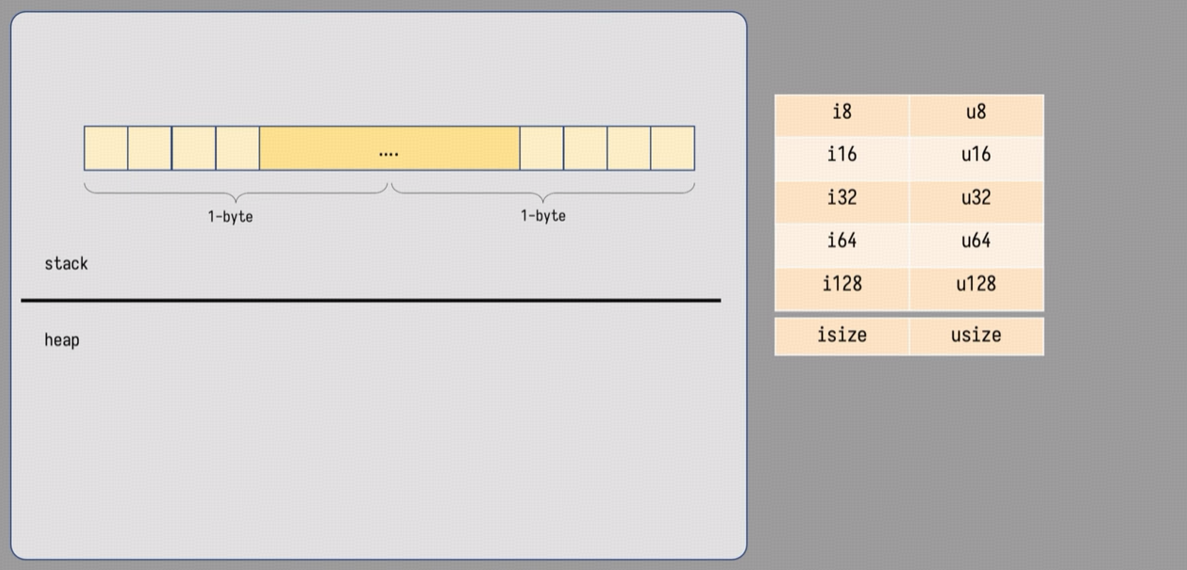 ....
1-byte 1-byte
stack
heap
i8 u8
i16 u16
i32 u32
i64 u64
i128 u128
isize usize